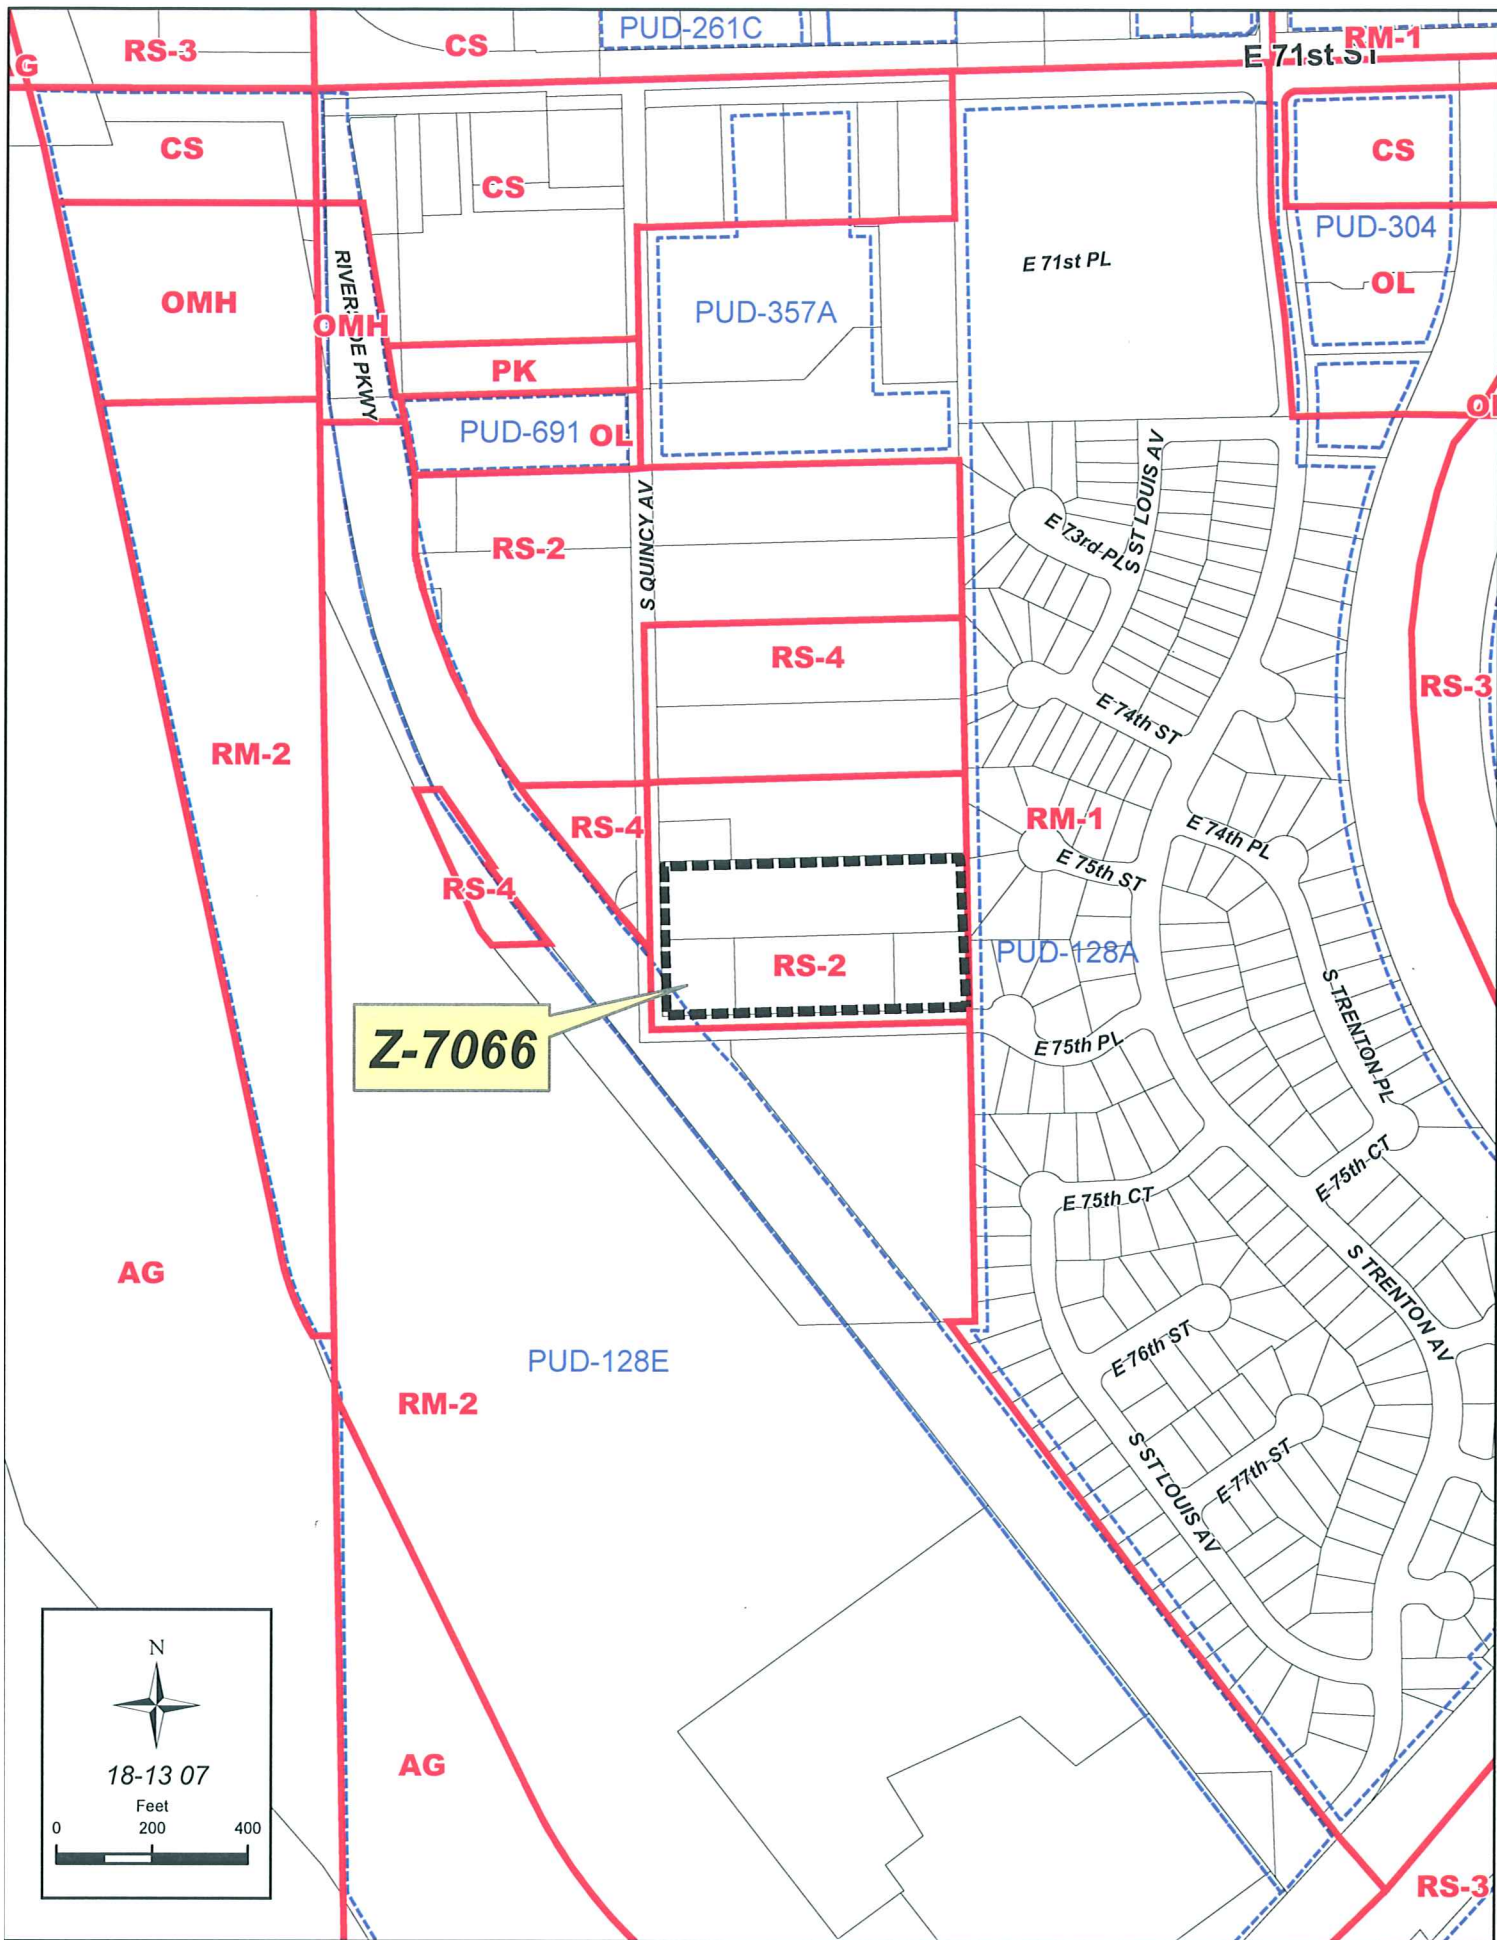 PUD-261C
RS-3
CS
RM-1
E 71st ST
AG
CS
CS
CS
PUD-304
E 71st PL
RIVERSIDE PKWY
OMH
OMH
PUD-357A
OL
PK
PUD-691
OL
S QUINCY AV
S ST LOUIS AV
E 73rd PL
RS-2
RS-4
RS-3
E 74th ST
RM-2
RS-4
RM-1
E 74th PL
E 75th ST
RS-4
RS-2
PUD-128A
S TRENTON PL
Z-7066
E 75th PL
E 75th CT
E 75th CT
AG
S TRENTON AV
E 76th ST
PUD-128E
RM-2
S ST LOUIS AV
E 77th ST
N
18-13 07
Feet
0 200 400
AG
RS-3